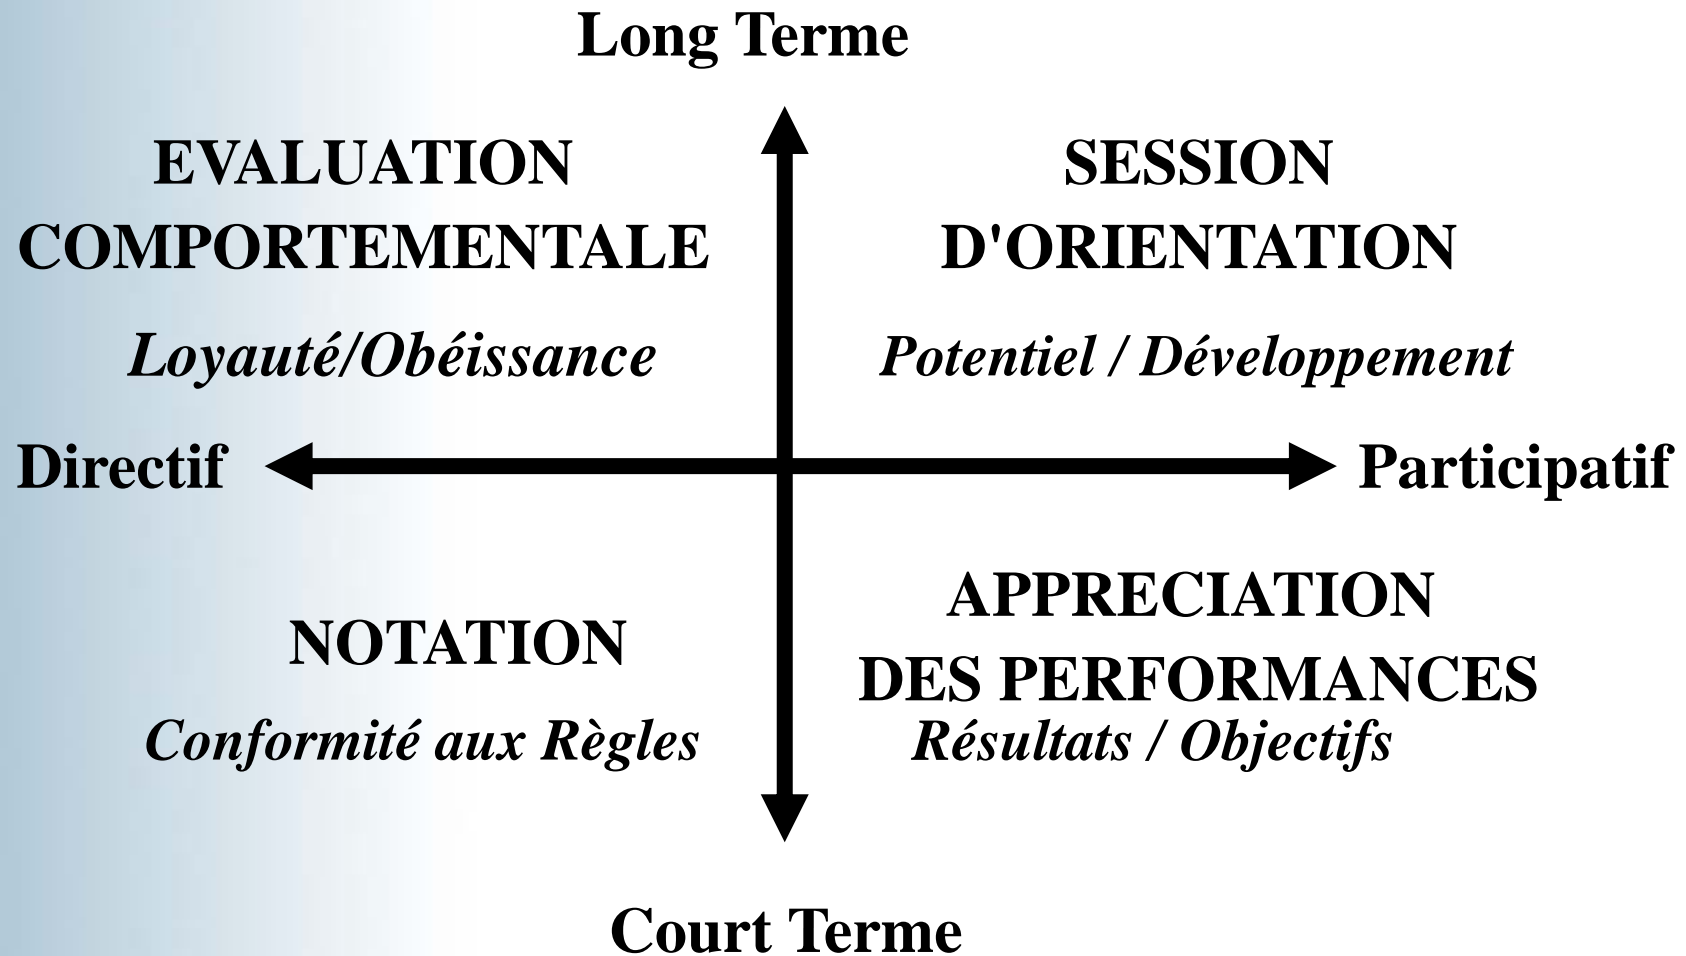 Long Terme
EVALUATION
COMPORTEMENTALE
Loyauté/Obéissance
SESSION
D'ORIENTATION
Potentiel / Développement
Directif
Participatif
NOTATION
Conformité aux Règles
APPRECIATION
DES PERFORMANCES
Résultats / Objectifs
Court Terme